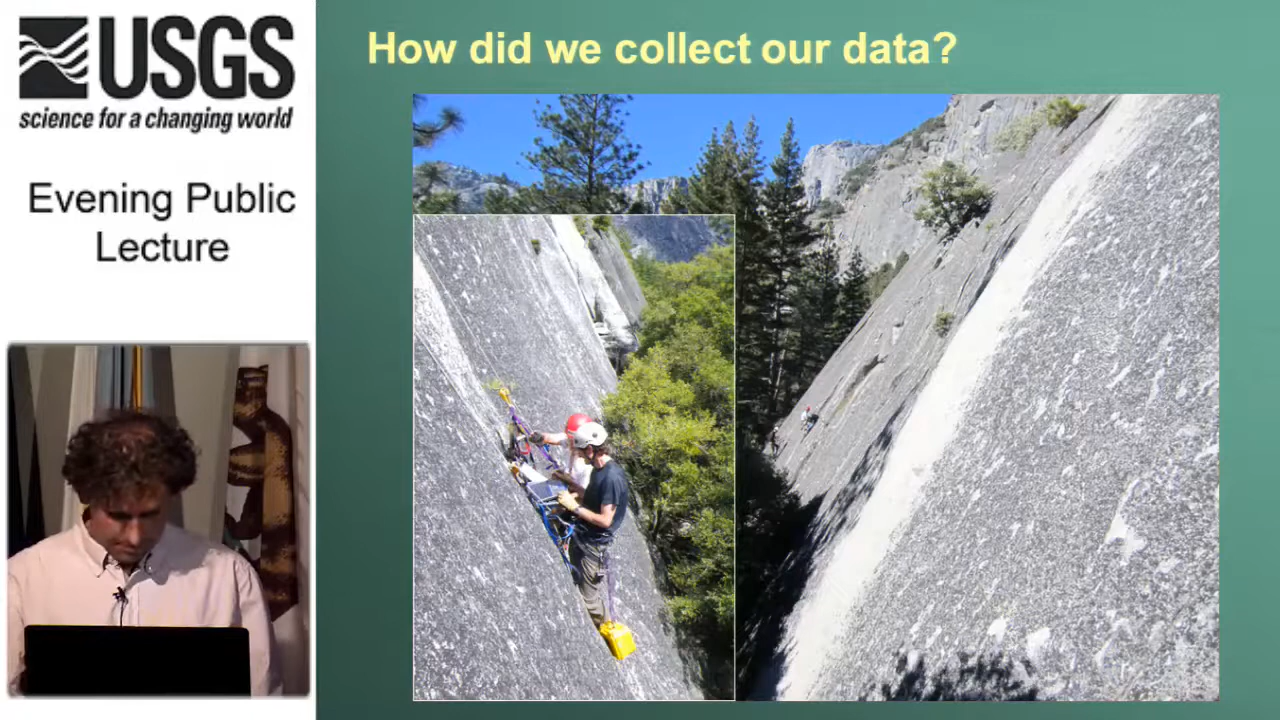 USGS
science for a changing world
Evening Public
Lecture
How did we collect our data?